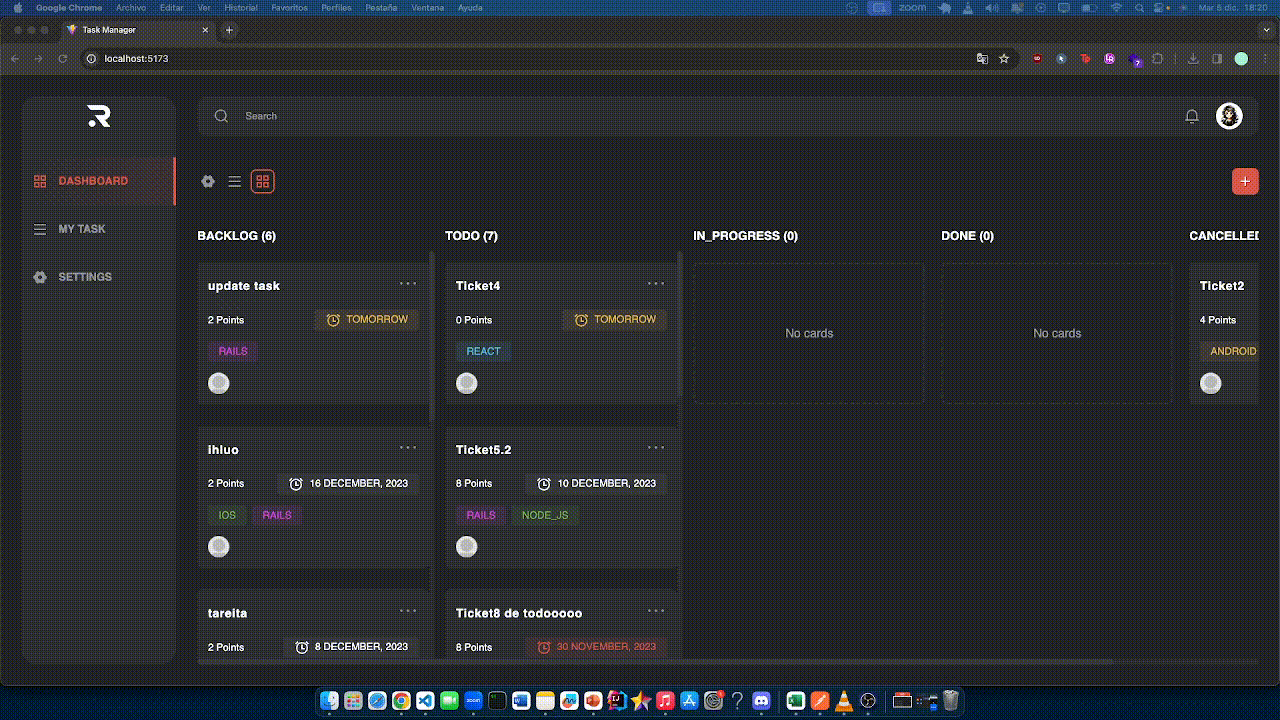 Google Chrome Archivo Editar Ver Historial Favoritos Perfiles Pestaña Ventana Ayuda zoom Mar 5 dic. 18:20
Task Manager
localhost:5173
7
Search
DASHBOARD
MY TASK
SETTINGS
BACKLOG (6) TODO (7) IN_PROGRESS (0) DONE (0) CANCELLED
update task
2 Points TOMORROW
RAILS
Ticket4
0 Points TOMORROW
REACT
No cards
No cards
Ticket2
4 Points
ANDROID
ihluo
2 Points 16 DECEMBER, 2023
IOS RAILS
Ticket5.2
8 Points 10 DECEMBER, 2023
RAILS NODE_JS
tareita
2 Points 8 DECEMBER, 2023
Ticket8 de todooooo
8 Points 30 NOVEMBER, 2023
zoom